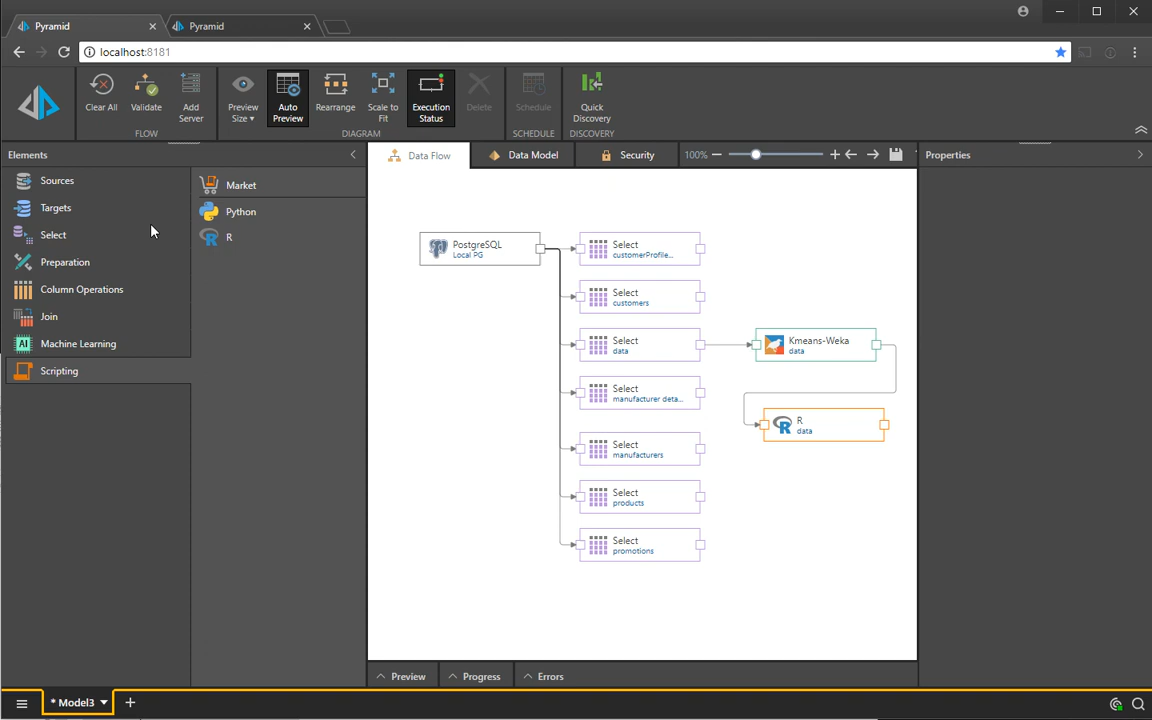 Pyramid
Pyramid
localhost:8181
Clear All
Validate
Add Server
FLOW
Preview Size
Auto Preview
Rearrange
Scale to Fit
Execution Status
Delete
DIAGRAM
Schedule
SCHEDULE
Quick Discovery
DISCOVERY
Elements
Data Flow
Data Model
Security
100%
Properties
Sources
Targets
Select
Preparation
Column Operations
Join
AI
Machine Learning
Scripting
Market
Python
R
PostgreSQL
Local PG
Select
customerProfile...
Select
customers
Select
data
Select
manufacturer deta...
Select
manufacturers
Select
products
Select
promotions
Kmeans-Weka
data
R
data
Preview
Progress
Errors
* Model3